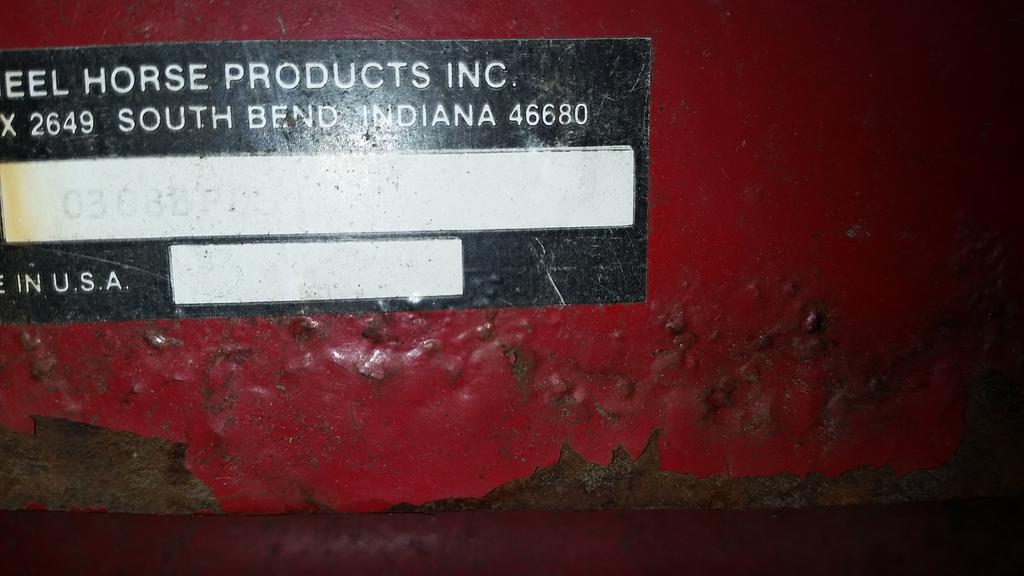 EEL HORSE PRODUCTS INC.
X 2649 SOUTH BEND, INDIANA 46680
E IN U.S.A.